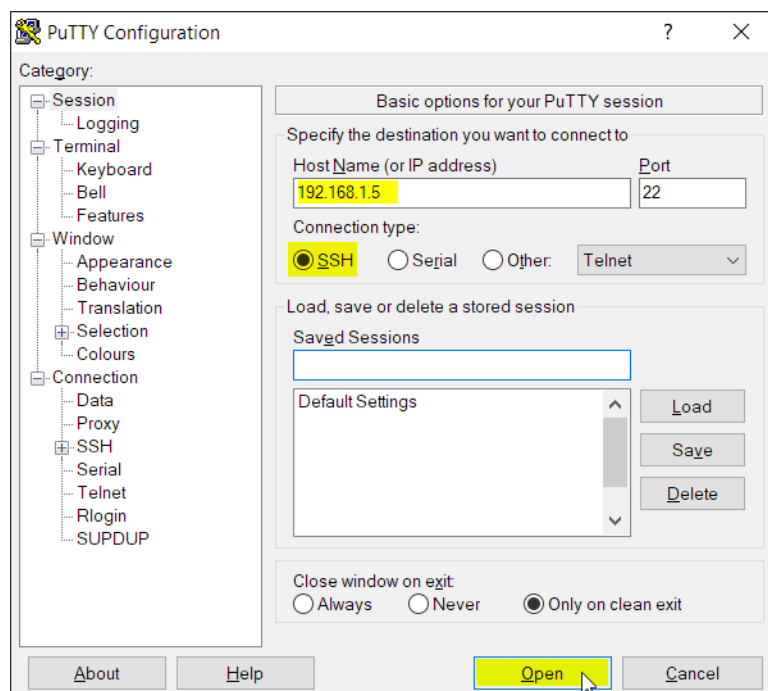 PuTTY Configuration
?
Category:
Session
Logging
Terminal
Keyboard
Bell
Features
Window
Appearance
Behaviour
Translation
Selection
Colours
Connection
Data
Proxy
SSH
Serial
Telnet
Rlogin
SUPDUP
Basic options for your PuTTY session
Specify the destination you want to connect to
Host Name (or IP address) Port
192.168.1.5 22
Connection type:
SSH Serial Other: Telnet
Load, save or delete a stored session
Saved Sessions
Default Settings
Load
Save
Delete
Close window on exit:
Always Never Only on clean exit
About Help Open Cancel